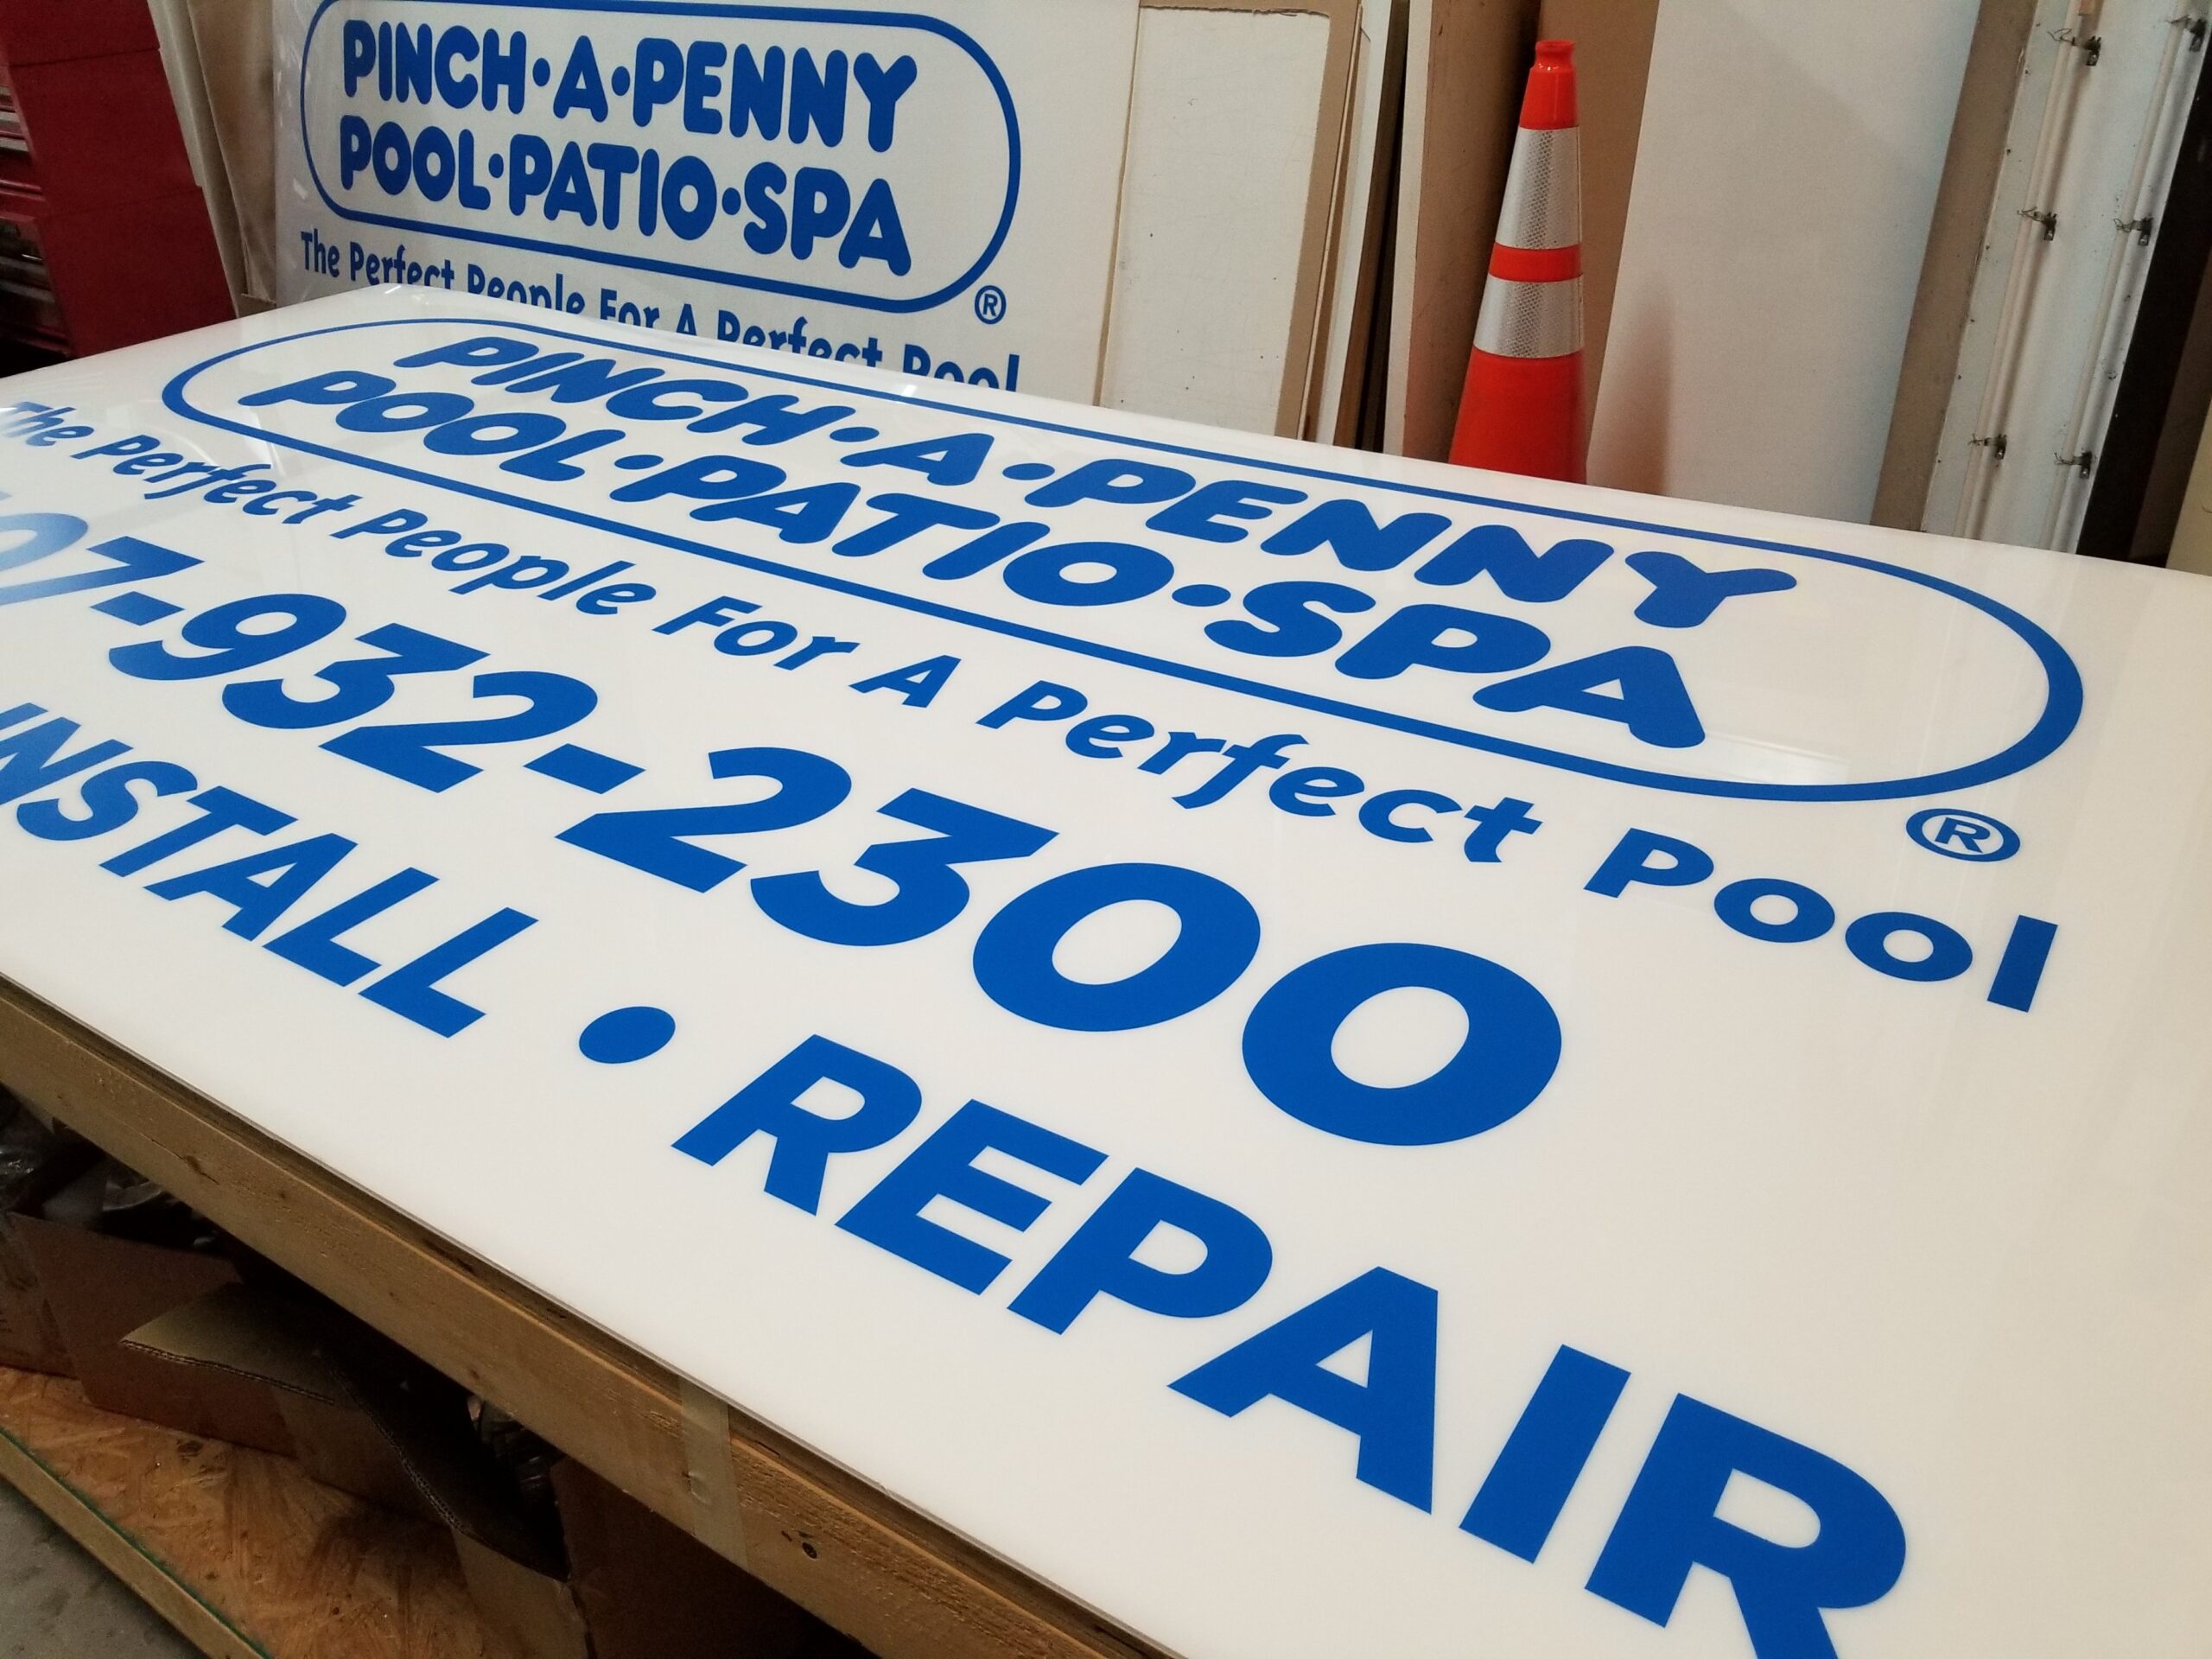 PINCH•A•PENNY
POOL•PATIO•SPA
®
The Perfect People For A Perfect Pool
PINCH•A•PENNY
POOL•PATIO•SPA
®
The Perfect People For A Perfect Pool
07-932-2300
INSTALL • REPAIR